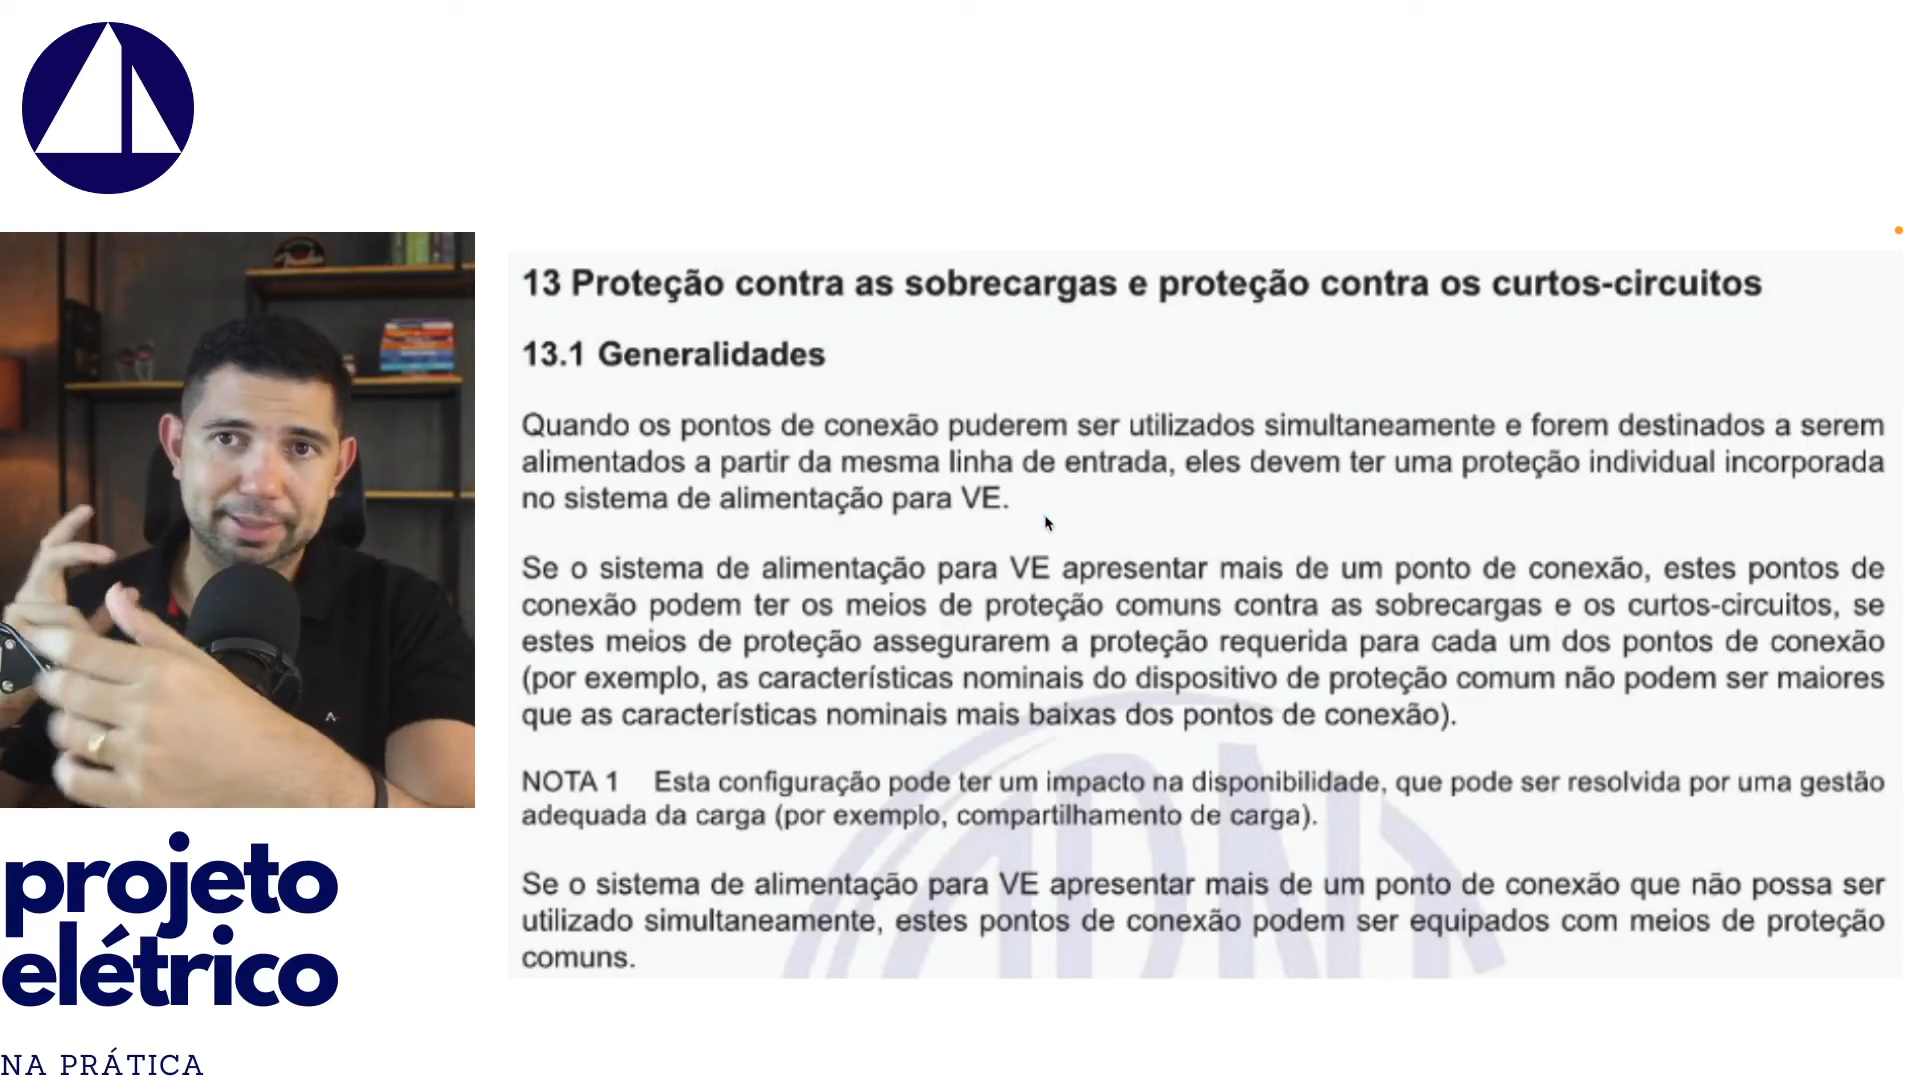 13 Proteção contra as sobrecargas e proteção contra os curtos-circuitos
13.1 Generalidades
Quando os pontos de conexão puderem ser utilizados simultaneamente e forem destinados a serem
alimentados a partir da mesma linha de entrada, eles devem ter uma proteção individual incorporada
no sistema de alimentação para VE.
Se o sistema de alimentação para VE apresentar mais de um ponto de conexão, estes pontos de
conexão podem ter os meios de proteção comuns contra as sobrecargas e os curtos-circuitos, se
estes meios de proteção assegurarem a proteção requerida para cada um dos pontos de conexão
(por exemplo, as características nominais do dispositivo de proteção comum não podem ser maiores
que as características nominais mais baixas dos pontos de conexão).
NOTA 1 Esta configuração pode ter um impacto na disponibilidade, que pode ser resolvida por uma gestão
adequada da carga (por exemplo, compartilhamento de carga).
Se o sistema de alimentação para VE apresentar mais de um ponto de conexão que não possa ser
utilizado simultaneamente, estes pontos de conexão podem ser equipados com meios de proteção
comuns.
projeto
elétrico
NA PRÁTICA